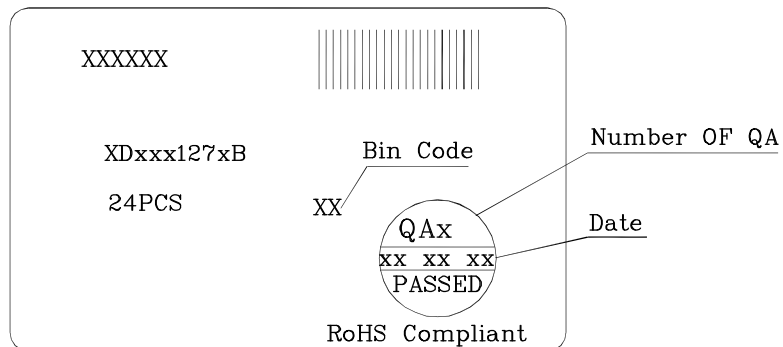 XXXXXX
Number OF QA
XDxxx127xB
Bin Code
24PCS
XX
QAx
Date
xx xx xx
PASSED
RoHS Compliant